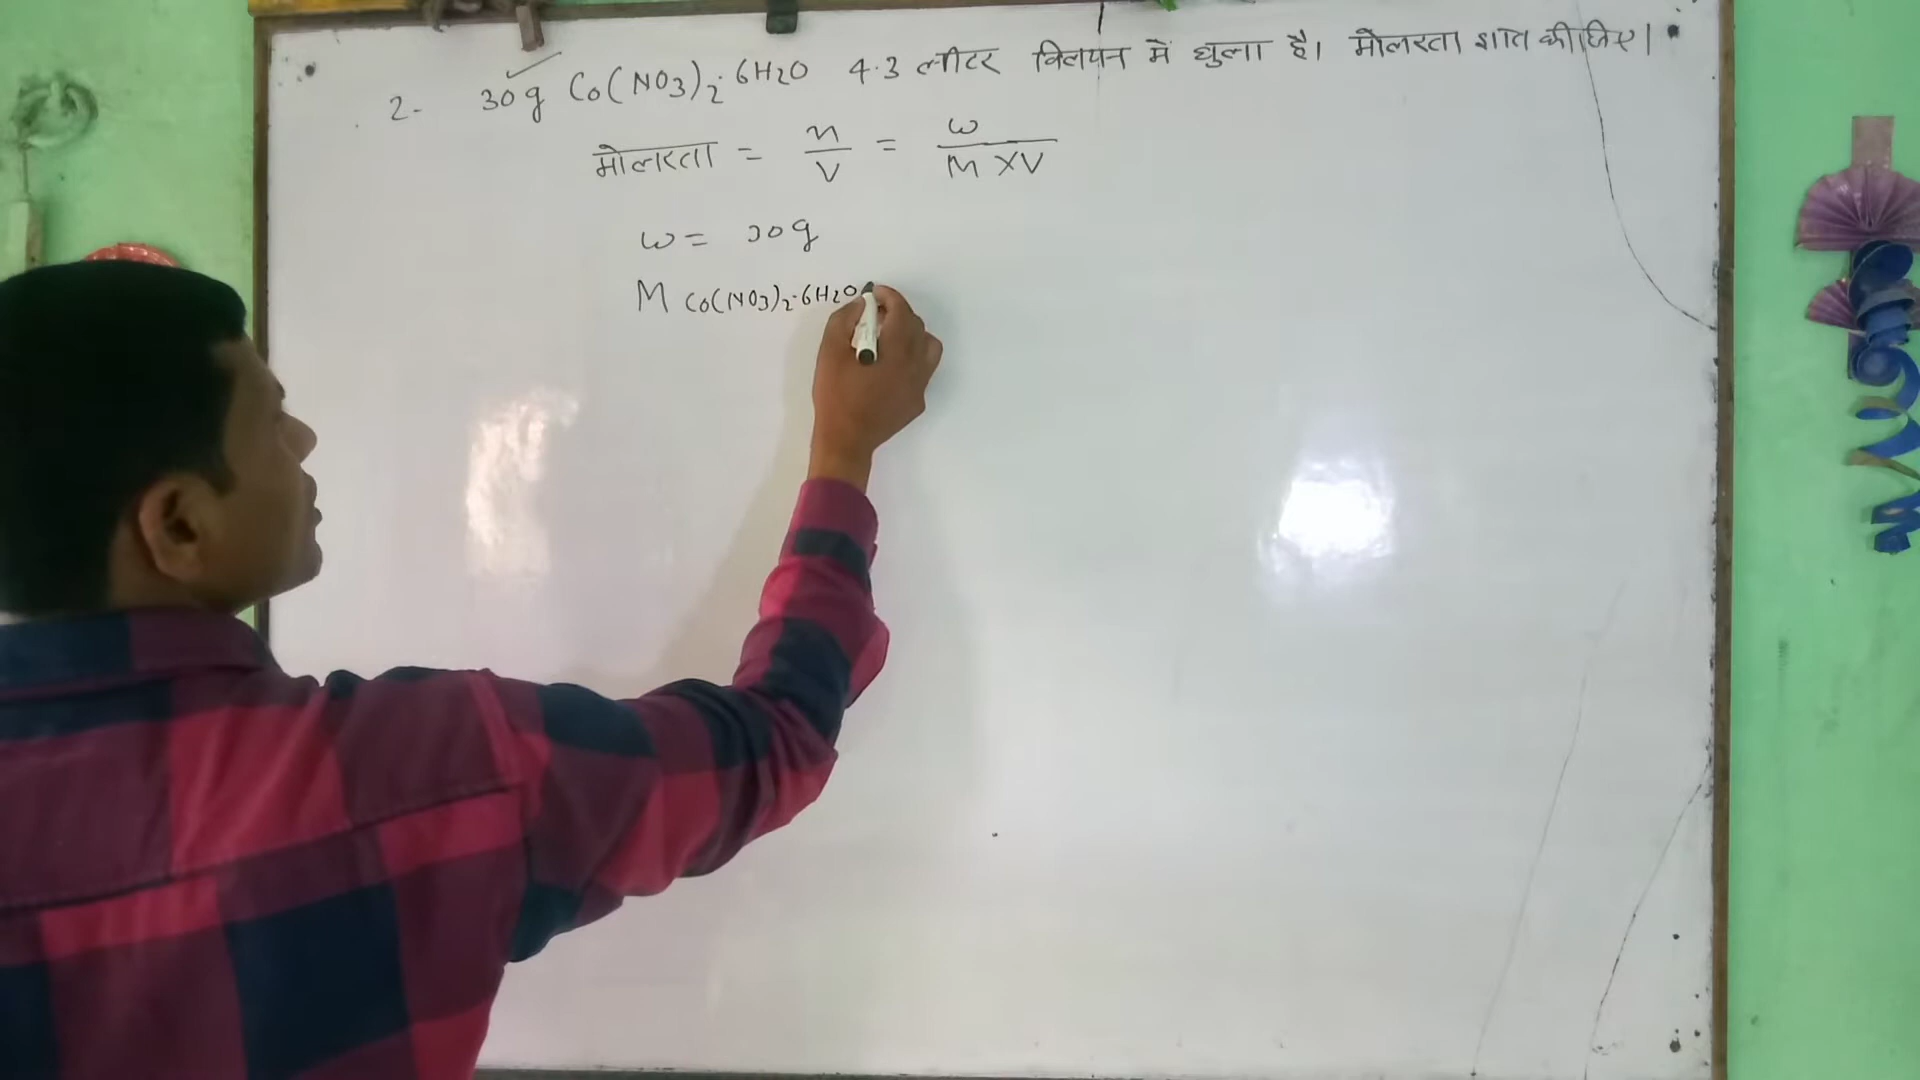 2- 30g Co(NO3)2·6H2O 4.3 लीटर विलयन में घुला है। मोलरता ज्ञात कीजिए।
मोलरता = n/V = w/M×V
w = 30g
M Co(NO3)2·6H2O